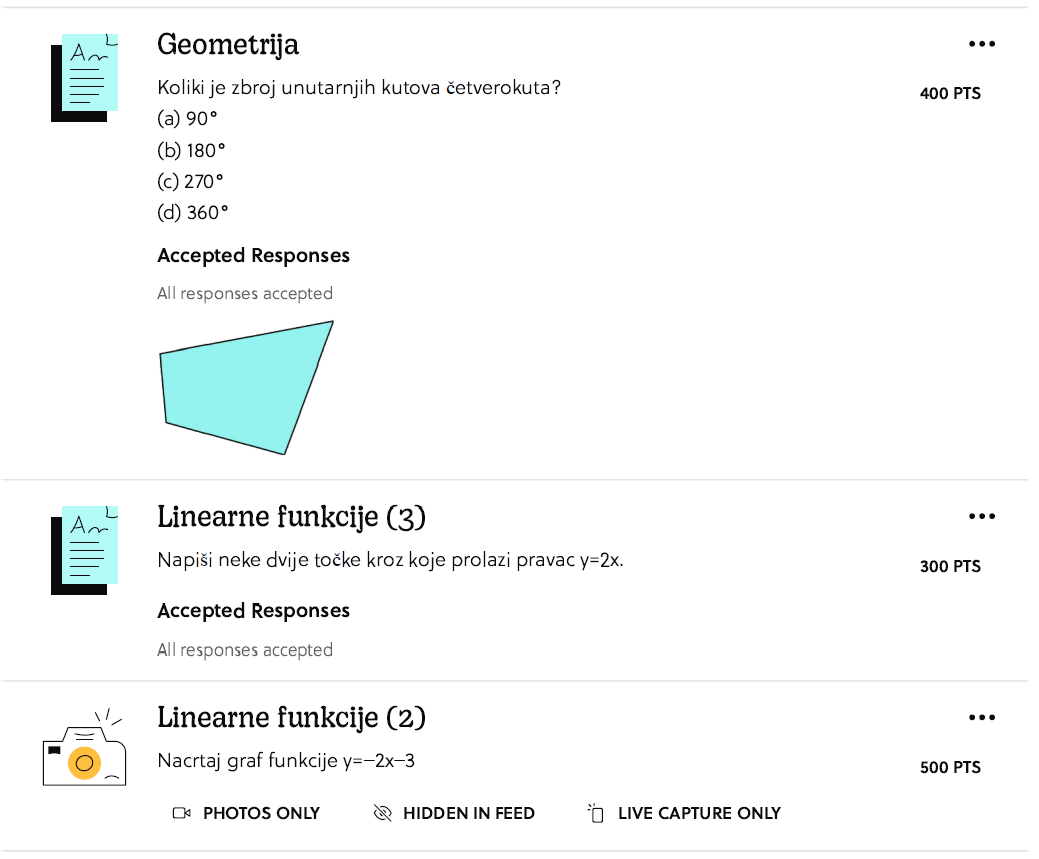 Geometrija
Koliki je zbroj unutarnjih kutova četverokuta?
400 PTS
(a) 90°
(b) 180°
(c) 270°
(d) 360°
Accepted Responses
All responses accepted
Linearne funkcije (3)
Napiši neke dvije točke kroz koje prolazi pravac y=2x.
300 PTS
Accepted Responses
All responses accepted
Linearne funkcije (2)
Nacrtaj graf funkcije y=−2x−3
500 PTS
PHOTOS ONLY HIDDEN IN FEED LIVE CAPTURE ONLY